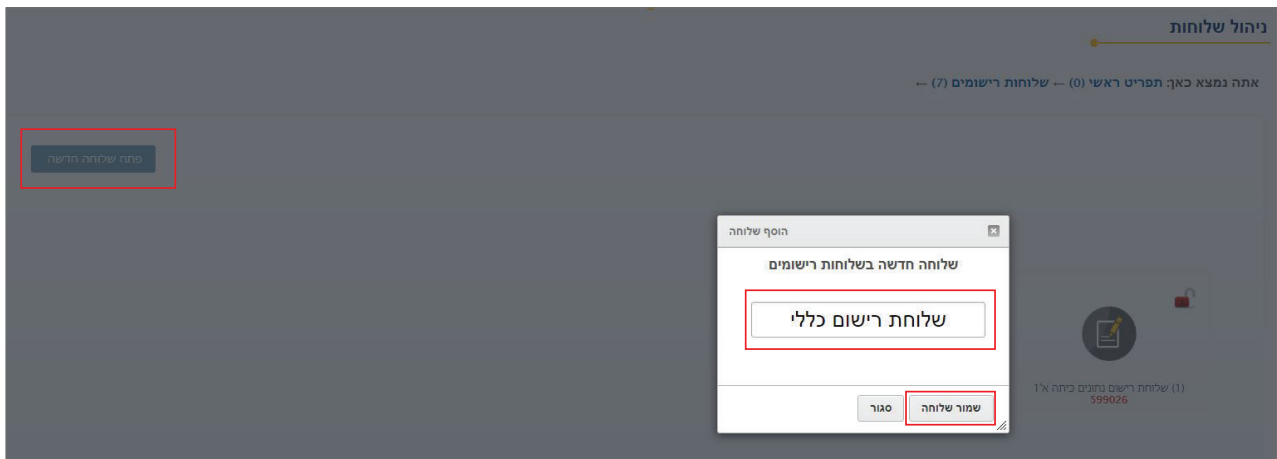 ניהול שלוחות
אתה נמצא כאן: תפריט ראשי (0) ← שלוחות רישומים (7) ←
פתח שלוחה חדשה
הוסף שלוחה
שלוחה חדשה בשלוחות רישומים
שלוחת רישום כללי
שמור שלוחה
סגור
(1) שלוחת רישום נתונים כיתה א'1
599026